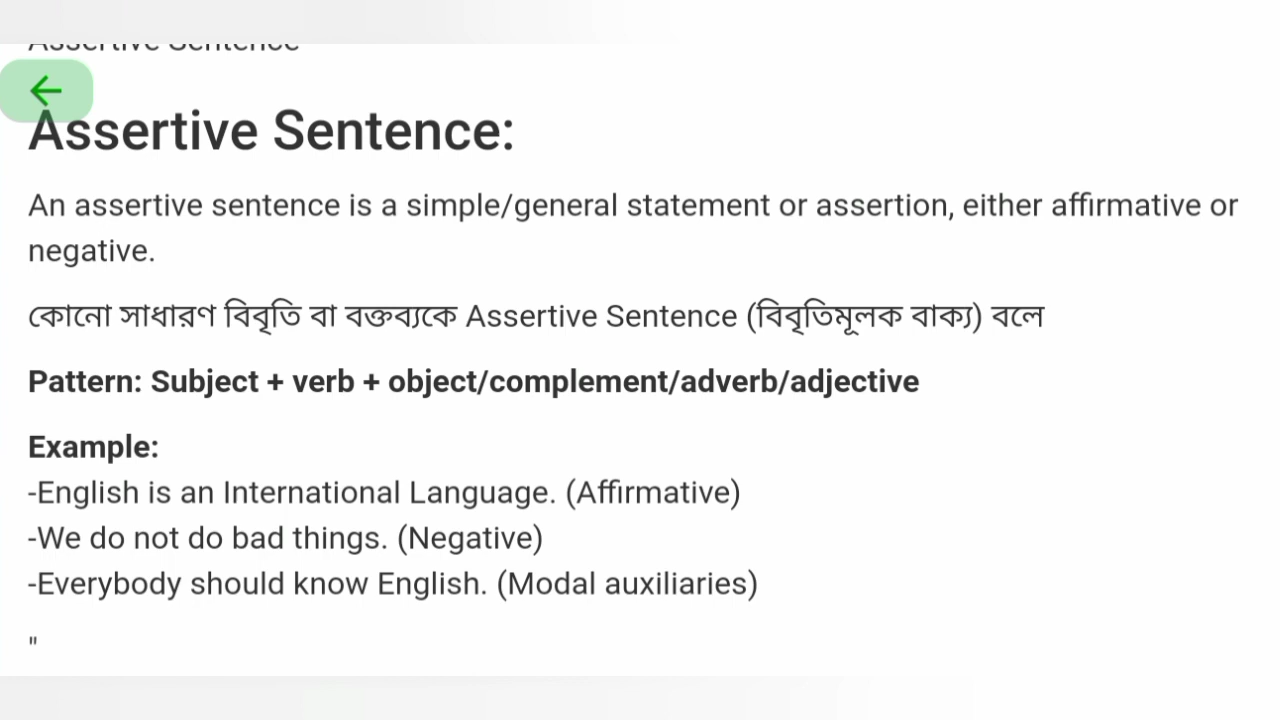 Assertive Sentence
Assertive Sentence:
An assertive sentence is a simple/general statement or assertion, either affirmative or
negative.
কোনো সাধারণ বিবৃতি বা বক্তব্যকে Assertive Sentence (বিবৃতিমূলক বাক্য) বলে
Pattern: Subject + verb + object/complement/adverb/adjective
Example:
-English is an International Language. (Affirmative)
-We do not do bad things. (Negative)
-Everybody should know English. (Modal auxiliaries)
"